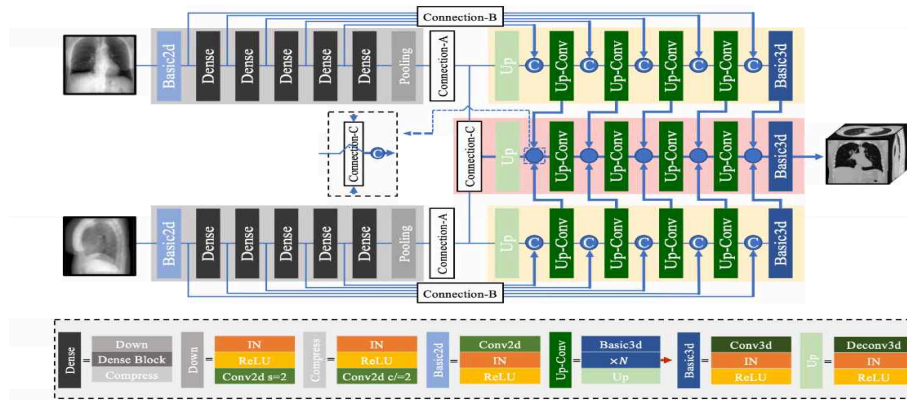 Connection-B
Basic2d
Dense
Dense
Dense
Dense
Dense
Pooling
Connection-A
Up
C
Up-Conv
C
Up-Conv
C
Up-Conv
C
Up-Conv
C
Basic3d
Connection-C
C
Connection-C
Up
Up-Conv
Up-Conv
Up-Conv
Up-Conv
Basic3d
Basic2d
Dense
Dense
Dense
Dense
Dense
Pooling
Connection-A
Up
C
Up-Conv
C
Up-Conv
C
Up-Conv
C
Up-Conv
C
Basic3d
Connection-B
Dense
=
Down
Dense Block
Compress
Down
=
IN
ReLU
Conv2d s=2
Compress
=
IN
ReLU
Conv2d c/=2
Basic2d
=
Conv2d
IN
ReLU
Up-Conv
=
Basic3d
×N
Up
Basic3d
=
Conv3d
IN
ReLU
Up
=
Deconv3d
IN
ReLU